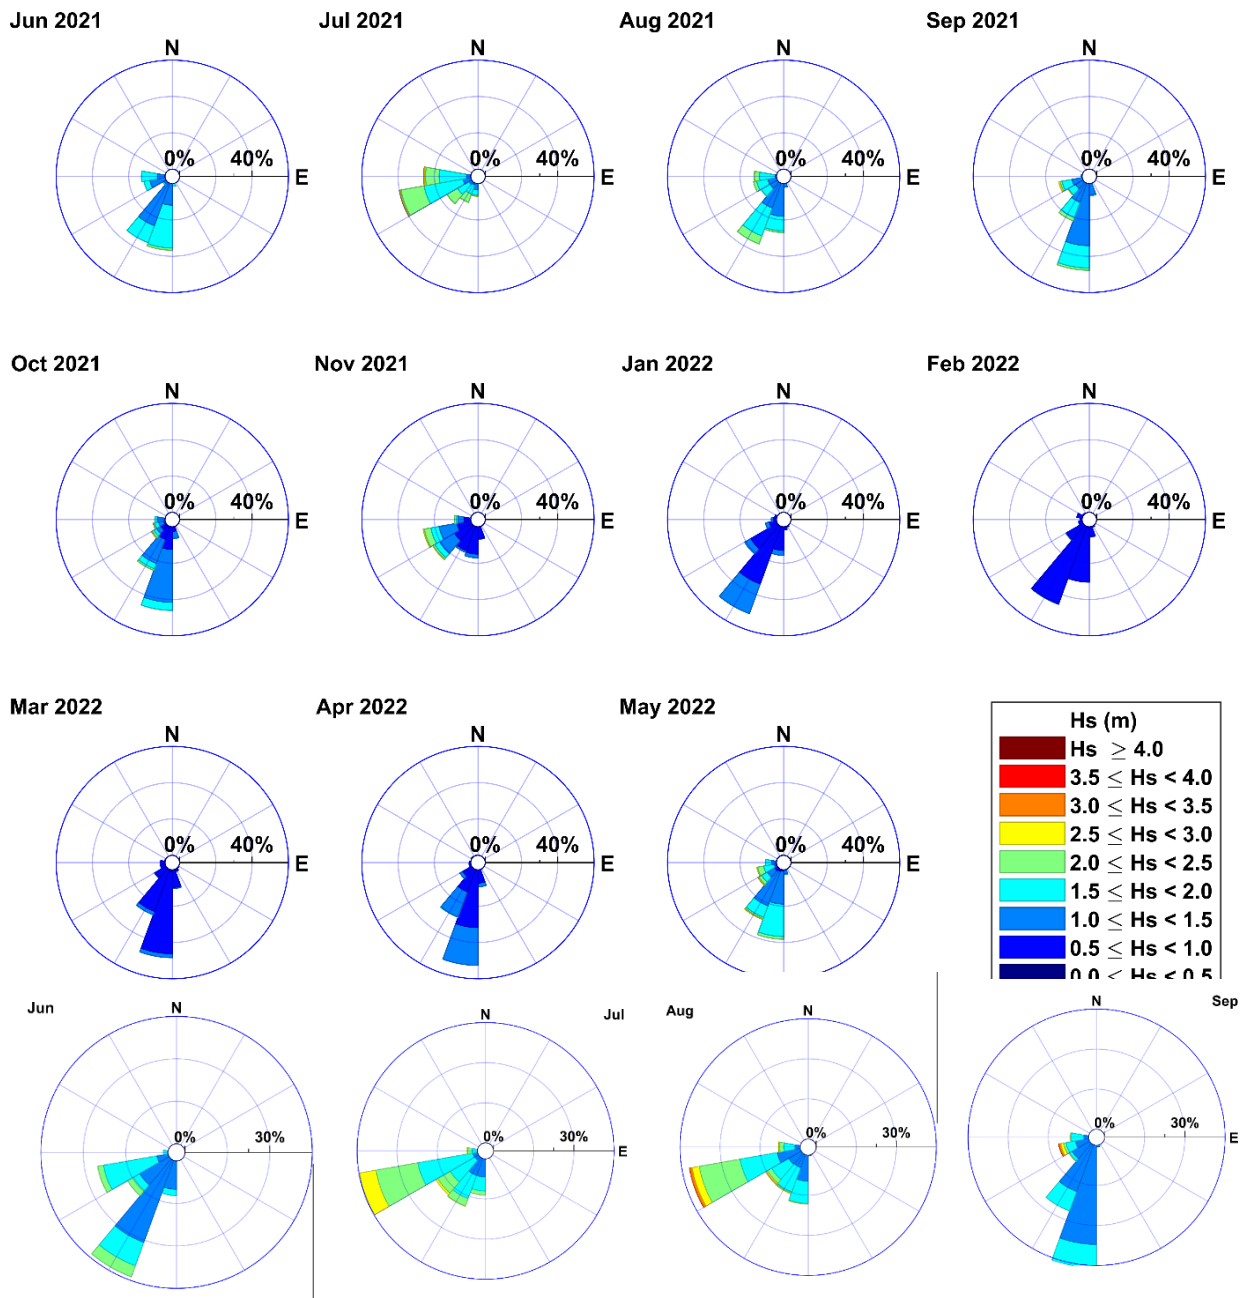 Jun 2021
Jul 2021
Aug 2021
Sep 2021
N N N N
0% 40% E
0% 40% E
0% 40% E
0% 40% E
Oct 2021
Nov 2021
Jan 2022
Feb 2022
N N N N
0% 40% E
0% 40% E
0% 40% E
0% 40% E
Mar 2022
Apr 2022
May 2022
N N N
0% 40% E
0% 40% E
0% 40% E
Hs (m)
Hs ≥ 4.0
3.5 ≤ Hs < 4.0
3.0 ≤ Hs < 3.5
2.5 ≤ Hs < 3.0
2.0 ≤ Hs < 2.5
1.5 ≤ Hs < 2.0
1.0 ≤ Hs < 1.5
0.5 ≤ Hs < 1.0
0.0 ≤ Hs < 0.5
Jun
N
N
Jul
Aug
N
N
Sep
0% 30%
0% 30% E
0% 30%
0% 30% E